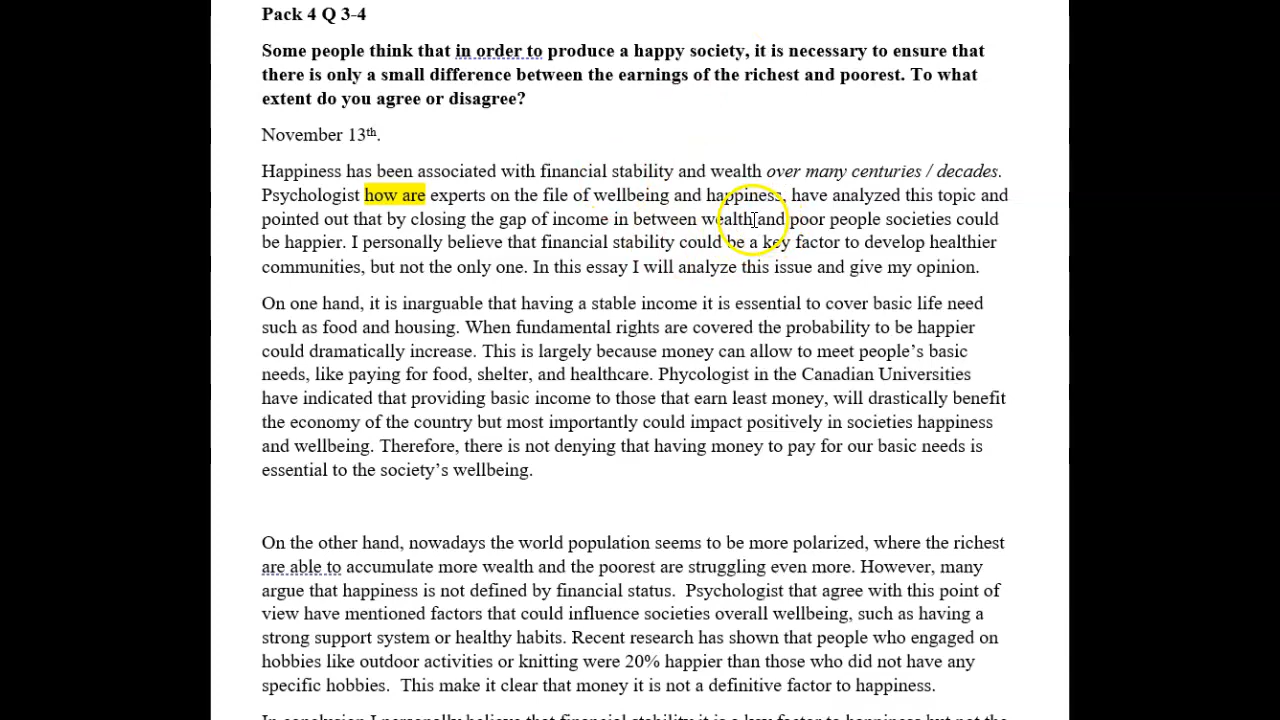 Pack 4 Q 3-4
Some people think that in order to produce a happy society, it is necessary to ensure that
there is only a small difference between the earnings of the richest and poorest. To what
extent do you agree or disagree?
November 13th.
Happiness has been associated with financial stability and wealth over many centuries / decades.
Psychologist how are experts on the file of wellbeing and happiness, have analyzed this topic and
pointed out that by closing the gap of income in between wealth and poor people societies could
be happier. I personally believe that financial stability could be a key factor to develop healthier
communities, but not the only one. In this essay I will analyze this issue and give my opinion.
On one hand, it is inarguable that having a stable income it is essential to cover basic life need
such as food and housing. When fundamental rights are covered the probability to be happier
could dramatically increase. This is largely because money can allow to meet people's basic
needs, like paying for food, shelter, and healthcare. Phycologist in the Canadian Universities
have indicated that providing basic income to those that earn least money, will drastically benefit
the economy of the country but most importantly could impact positively in societies happiness
and wellbeing. Therefore, there is not denying that having money to pay for our basic needs is
essential to the society's wellbeing.
On the other hand, nowadays the world population seems to be more polarized, where the richest
are able to accumulate more wealth and the poorest are struggling even more. However, many
argue that happiness is not defined by financial status.  Psychologist that agree with this point of
view have mentioned factors that could influence societies overall wellbeing, such as having a
strong support system or healthy habits. Recent research has shown that people who engaged on
hobbies like outdoor activities or knitting were 20% happier than those who did not have any
specific hobbies.  This make it clear that money it is not a definitive factor to happiness.
In conclusion I personally believe that financial stability it is a key factor to happiness but not the